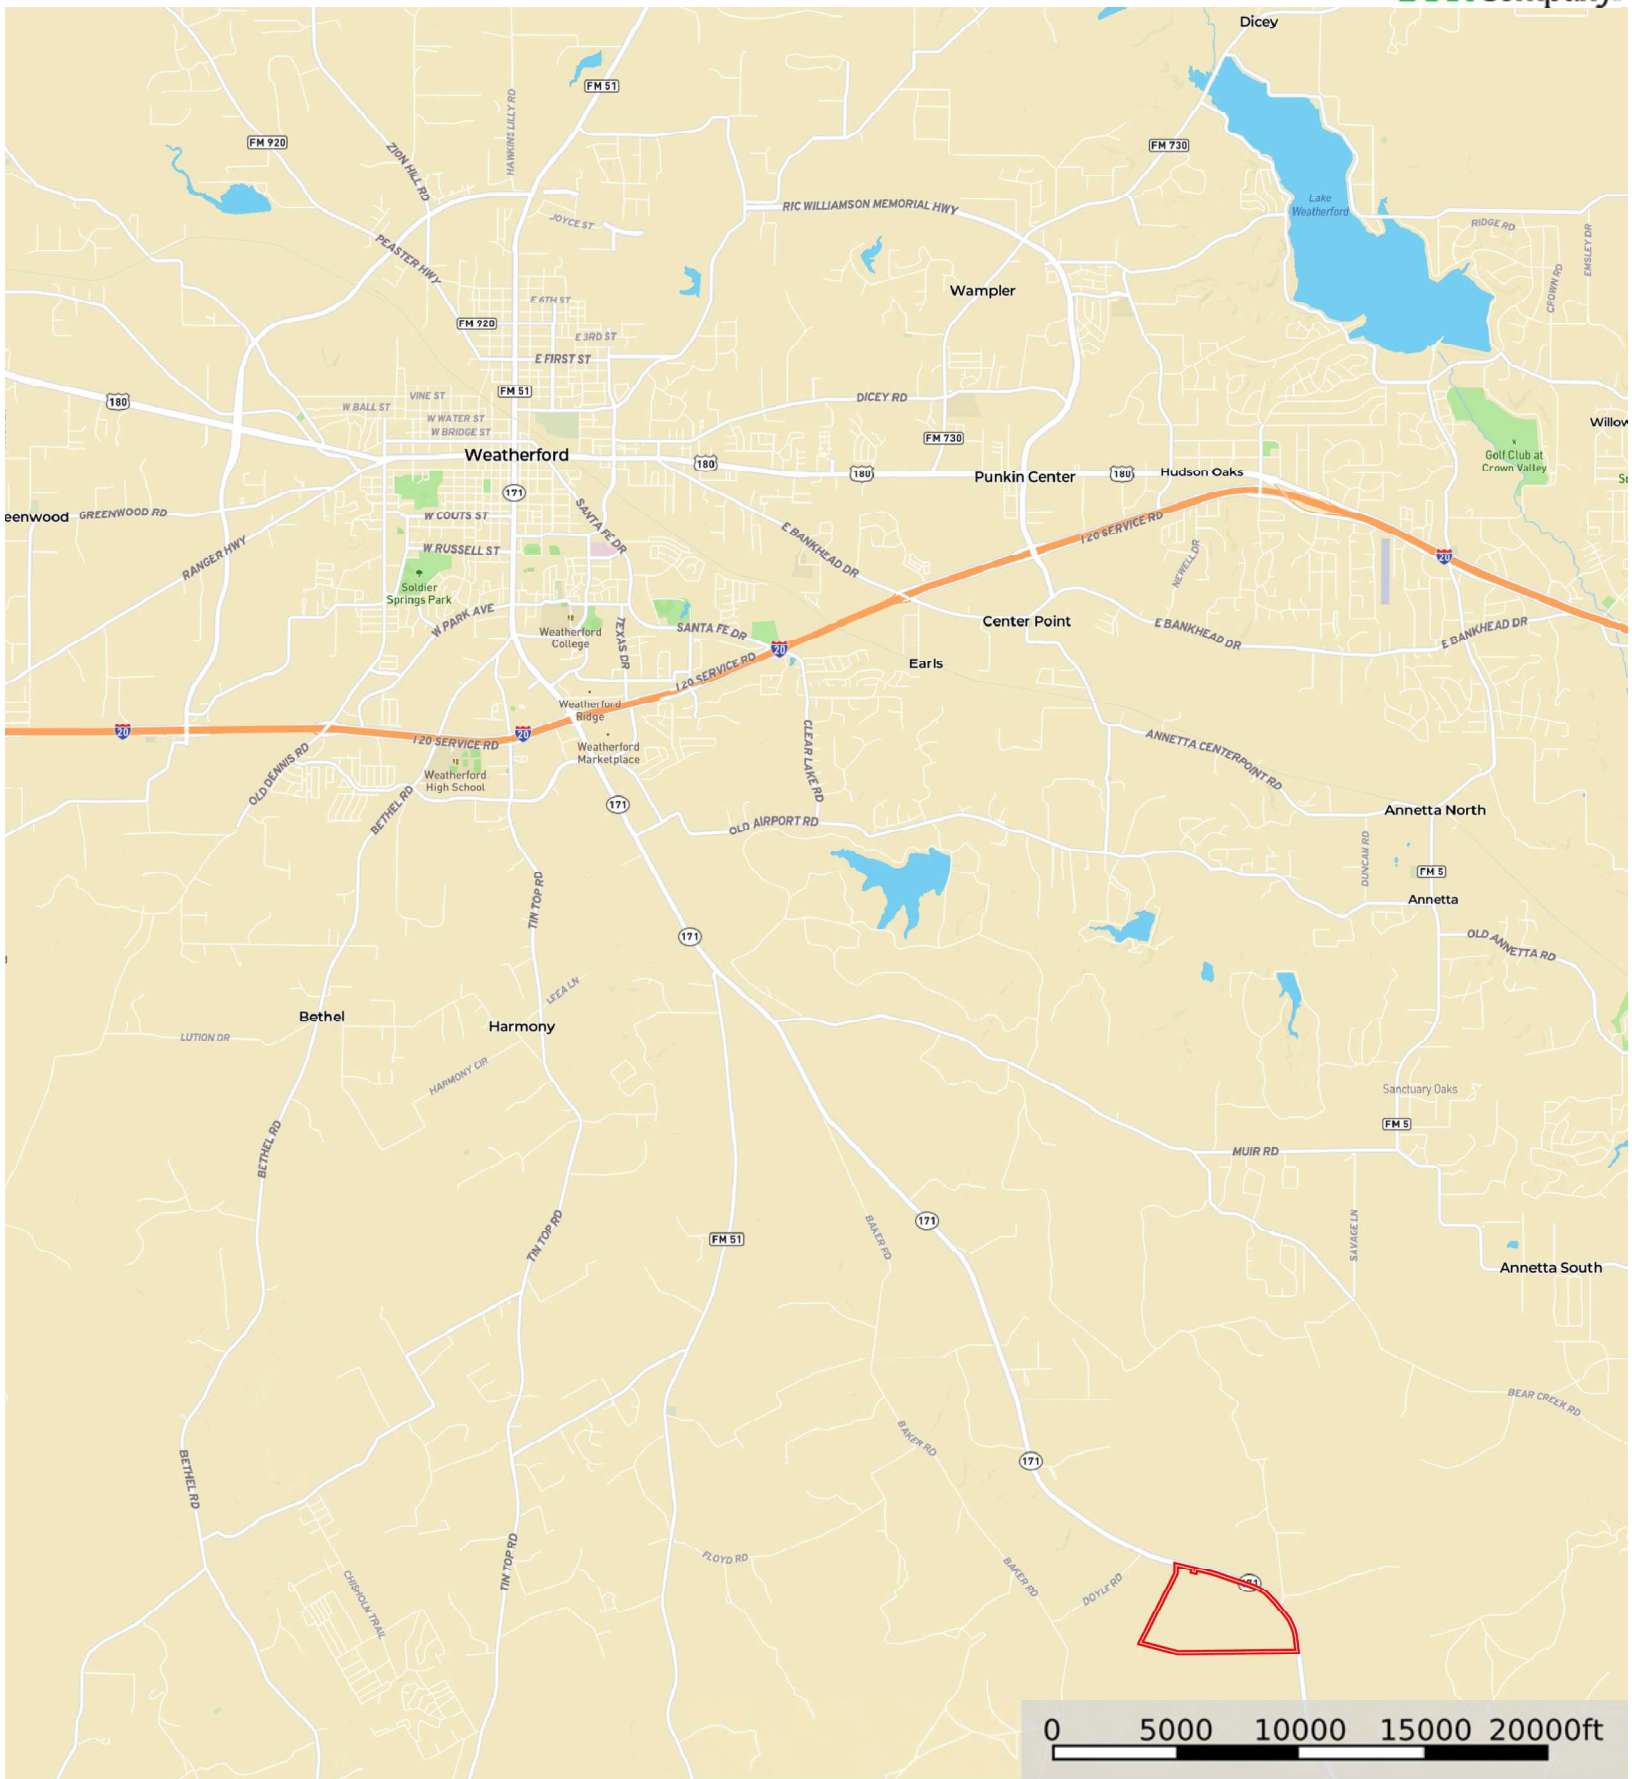 Dicey
FM 51
FM 920
ZION HILL RD
HAWKINS LILLY RD
FM 730
Lake
Weatherford
RIC WILLIAMSON MEMORIAL HWY
JOYCE ST
RIDGE RD
EMSLEY DR
PEASTER HWY
CROWN RD
Wampler
E 6TH ST
FM 920
E 3RD ST
E FIRST ST
FM 51
180
VINE ST
W BALL ST
DICEY RD
W WATER ST
W BRIDGE ST
FM 730
Willow
Weatherford
180
180
Punkin Center
180
Hudson Oaks
Golf Club at
Crown Valley
171
eenwood
GREENWOOD RD
W COUTS ST
SANTA FE DR
I 20 SERVICE RD
E BANKHEAD DR
RANGER HWY
W RUSSELL ST
20
NEWELL DR
Soldier
Springs Park
W PARK AVE
Weatherford
College
TEXAS DR
SANTA FE DR
Center Point
E BANKHEAD DR
E BANKHEAD DR
20
Earls
I 20 SERVICE RD
Weatherford
Ridge
20
20
I 20 SERVICE RD
Weatherford
Marketplace
CLEAR LAKE RD
ANNETTA CENTERPOINT RD
OLD DENNIS RD
Weatherford
High School
BETHEL RD
171
OLD AIRPORT RD
Annetta North
DUNCAN RD
FM 5
TIN TOP RD
Annetta
171
OLD ANNETTA RD
LEEA LN
Bethel
Harmony
LUTION DR
HARMONY CIR
Sanctuary Oaks
FM 5
BETHEL RD
MUIR RD
171
TIN TOP RD
BAKER RD
FM 51
SAVAGE LN
Annetta South
BEAR CREEK RD
BAKER RD
171
BETHEL RD
FLOYD RD
TIN TOP RD
BAKER RD
DOYLE RD
CHISHOLN TRAIL
0 5000 10000 15000 20000ft